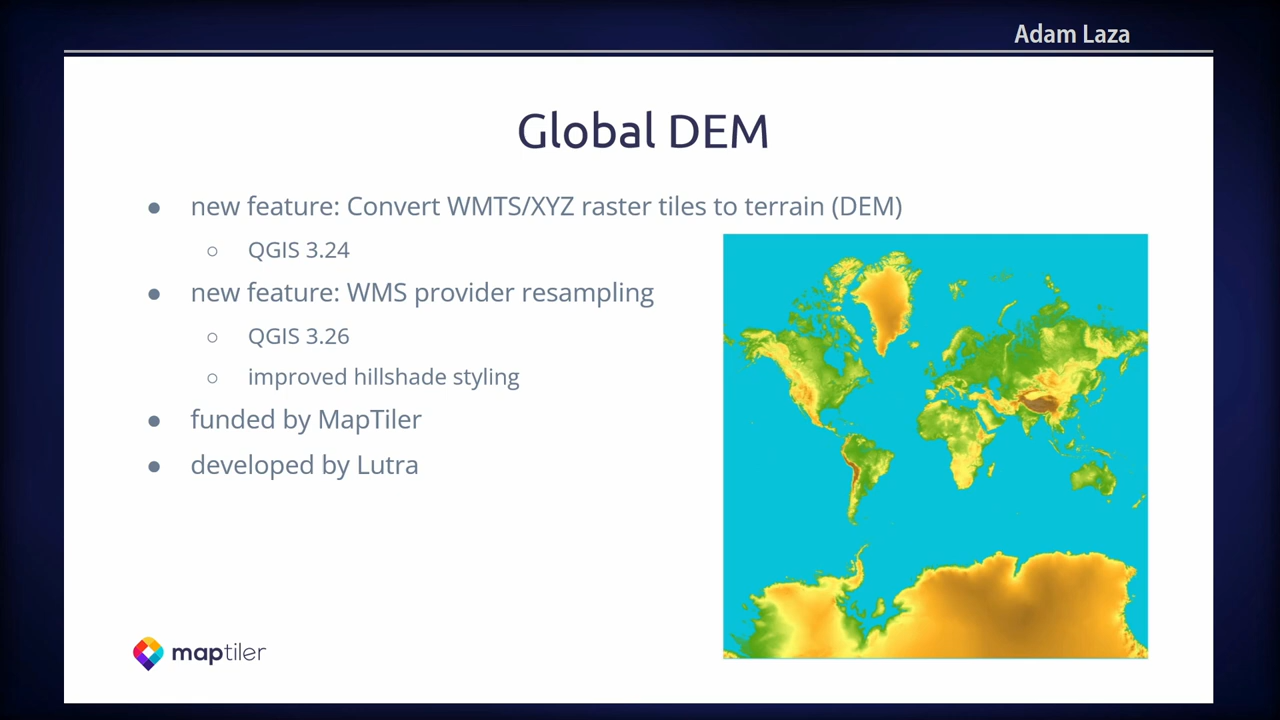 Adam Laza
Global DEM
● new feature: Convert WMTS/XYZ raster tiles to terrain (DEM)
○ QGIS 3.24
● new feature: WMS provider resampling
○ QGIS 3.26
○ improved hillshade styling
● funded by MapTiler
● developed by Lutra
maptiler